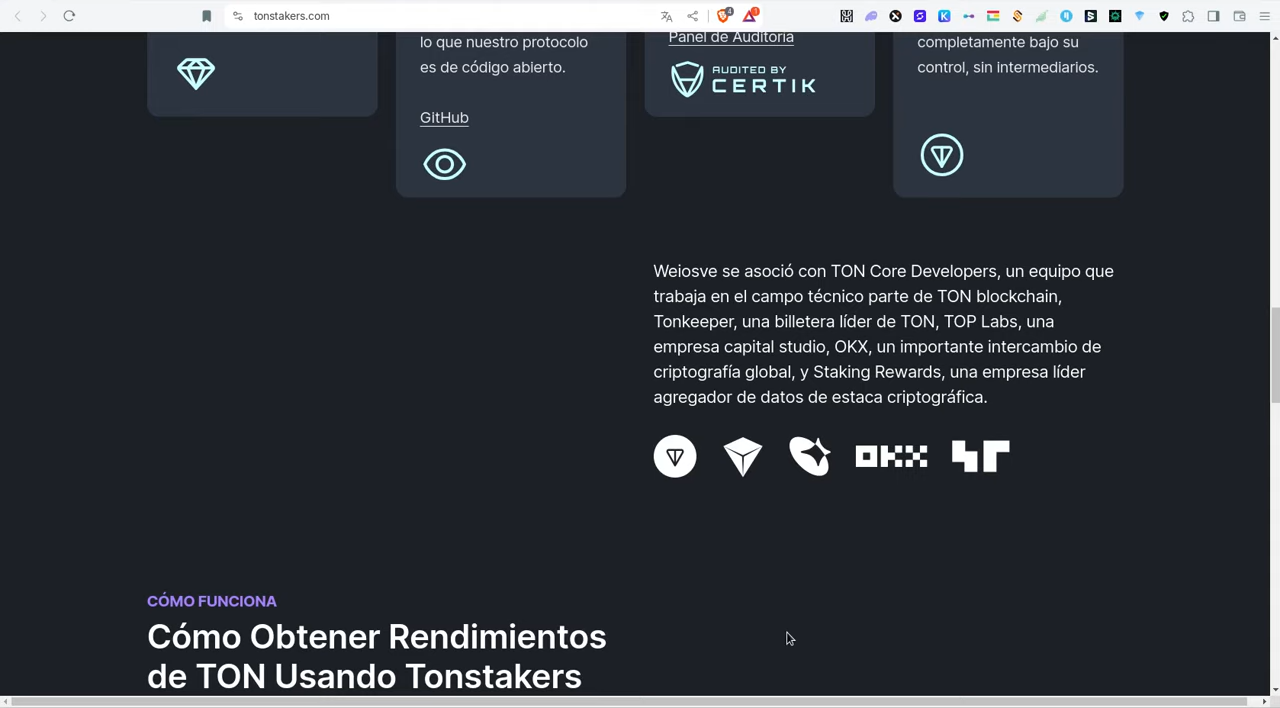 tonstakers.com
4
lo que nuestro protocolo
es de código abierto.
GitHub
Panel de Auditoría
AUDITED BY
CERTIK
completamente bajo su
control, sin intermediarios.
Weiosve se asoció con TON Core Developers, un equipo que
trabaja en el campo técnico parte de TON blockchain,
Tonkeeper, una billetera líder de TON, TOP Labs, una
empresa capital studio, OKX, un importante intercambio de
criptografía global, y Staking Rewards, una empresa líder
agregador de datos de estaca criptográfica.
OKX
CÓMO FUNCIONA
Cómo Obtener Rendimientos
de TON Usando Tonstakers